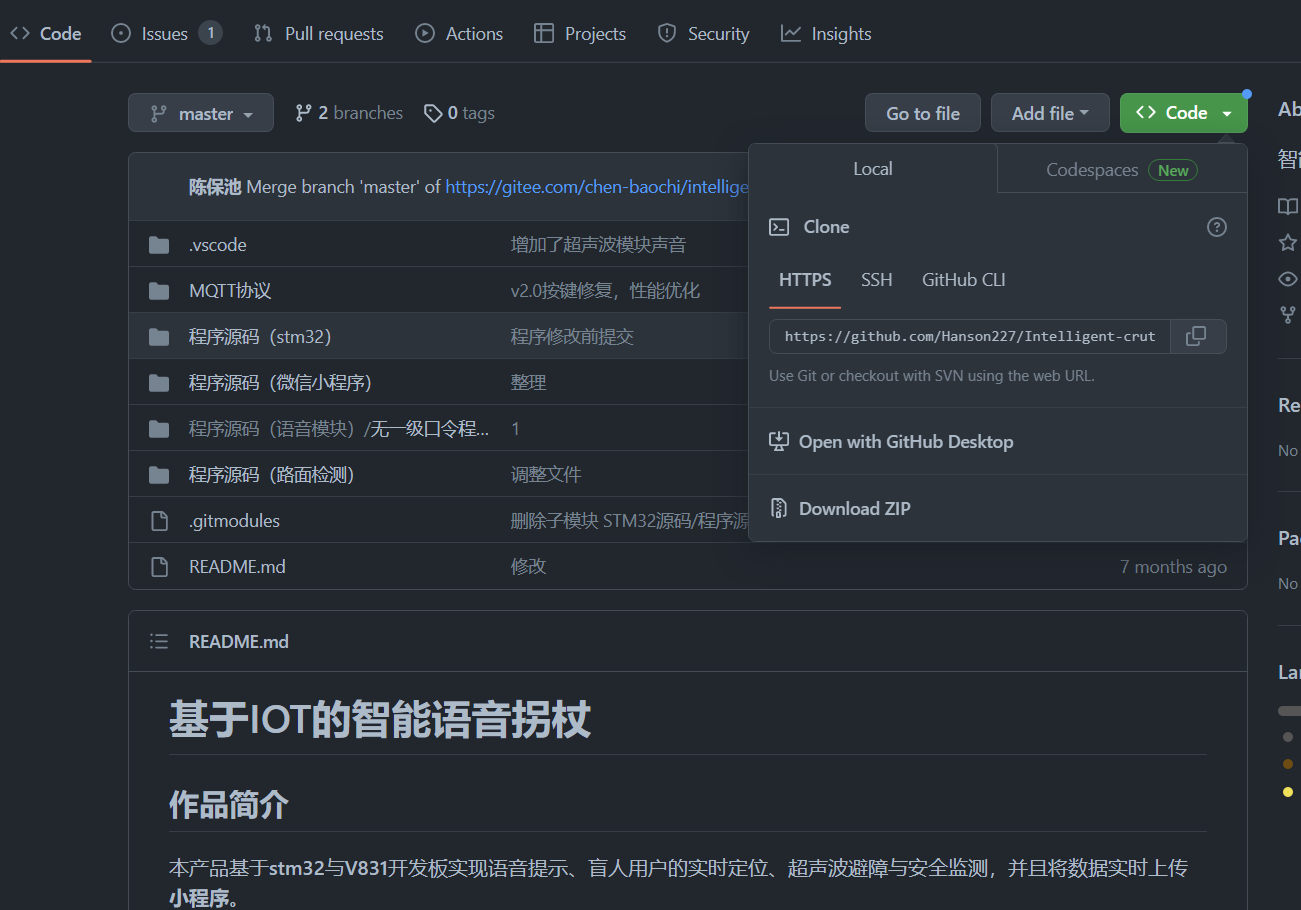 Code Issues 1 Pull requests Actions Projects Security Insights
master 2 branches 0 tags Go to file Add file Code
陈保池 Merge branch 'master' of https://gitee.com/chen-baochi/intellige
.vscode 增加了超声波模块声音
MQTT协议 v2.0按键修复，性能优化
程序源码（stm32） 程序修改前提交
程序源码（微信小程序） 整理
程序源码（语音模块）/无一级口令程... 1
程序源码（路面检测） 调整文件
.gitmodules 删除子模块 STM32源码/程序源
README.md 修改 7 months ago
Local Codespaces New
Clone
HTTPS SSH GitHub CLI
https://github.com/Hanson227/Intelligent-crut
Use Git or checkout with SVN using the web URL.
Open with GitHub Desktop
Download ZIP
README.md
基于IOT的智能语音拐杖
作品简介
本产品基于stm32与V831开发板实现语音提示、盲人用户的实时定位、超声波避障与安全监测，并且将数据实时上传
小程序。
Ab
智
Re
No
Pa
No
La